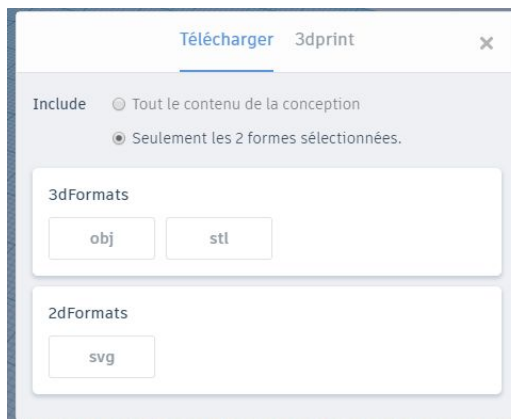 Télécharger 3dprint
Include Tout le contenu de la conception
Seulement les 2 formes sélectionnées.
3dFormats
obj stl
2dFormats
svg